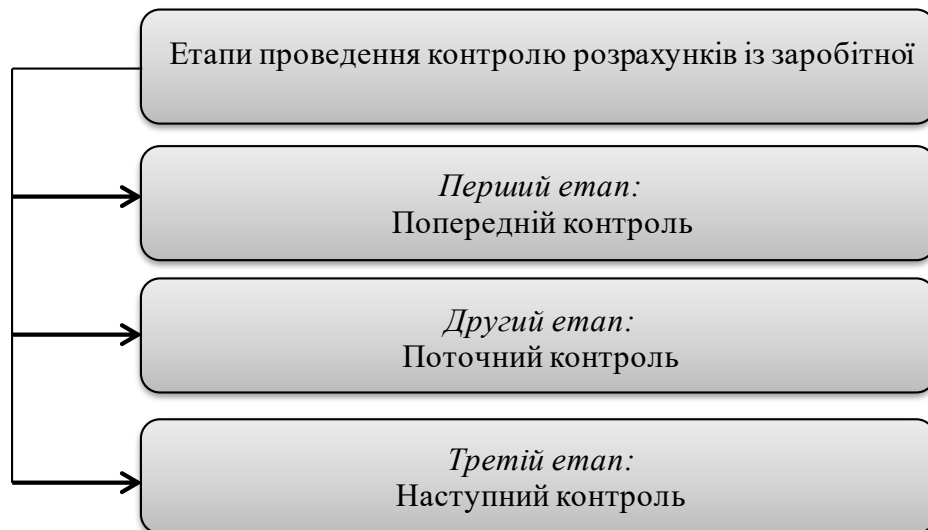 Етапи проведення контролю розрахунків із заробітної
Перший етап:
Попередній контроль
Другий етап:
Поточний контроль
Третій етап:
Наступний контроль